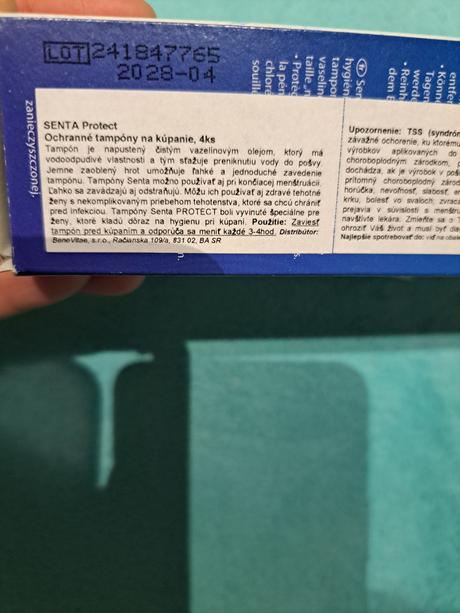 LOT 241847765
2028-04
zanieczyszczonej.
SENTA Protect
Ochranné tampóny na kúpanie, 4ks
Tampón je napustený čistým vazelínovým olejom, ktorý má
vodoodpudivé vlastnosti a tým sťažuje preniknutiu vody do pošvy.
Jemne zaoblený hrot umožňuje ľahké a jednoduché zavedenie
tampónu. Tampóny Senta možno používať aj pri končiacej menštruácii.
Ľahko sa zavádzajú aj odstraňujú. Môžu ich používať aj zdravé tehotné
ženy s nekomplikovaným priebehom tehotenstva, ktoré sa chcú chrániť
pred infekciou. Tampóny Senta PROTECT boli vyvinuté špeciálne pre
ženy, ktoré kladú dôraz na hygienu pri kúpaní. Použitie: Zaviesť
tampón pred kúpaním a odporúča sa meniť každé 3-4hod. Distribútor:
BeneVitae, s.r.o., Račianska 109/a, 831 02, BA SR
Upozornenie: TSS (syndró
závažné ochorenie, ku ktorému
výrobkov aplikovaných do
choroboplodným zárodkom, p
dochádza, ak je výrobok v poš
prítomný choroboplodný zárod
horúčka, nevoľnosť, slabosť
krku, bolesť vo svaloch, zvraca
prejavia v súvislosti s menštru
navštívte lekára. Zmieňte sa o T
ohroziť Váš život a musí byť dia
Najlepšie spotrebovať do: viď na obale